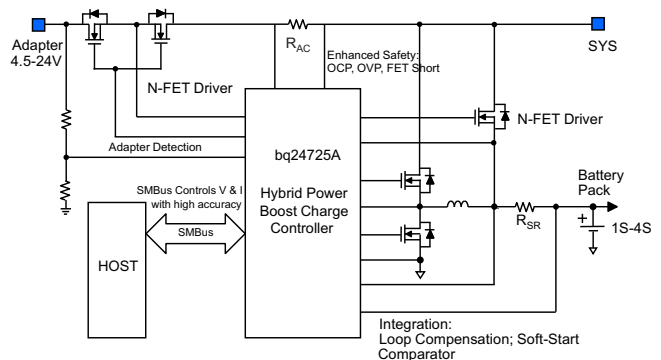 Adapter
4.5-24V
R_AC
SYS
Enhanced Safety:
OCP, OVP, FET Short
N-FET Driver
N-FET Driver
Adapter Detection
bq24725A
Hybrid Power
Boost Charge
Controller
SMBus Controls V & I
with high accuracy
SMBus
HOST
Battery
Pack
R_SR
+
1S-4S
Integration:
Loop Compensation; Soft-Start
Comparator